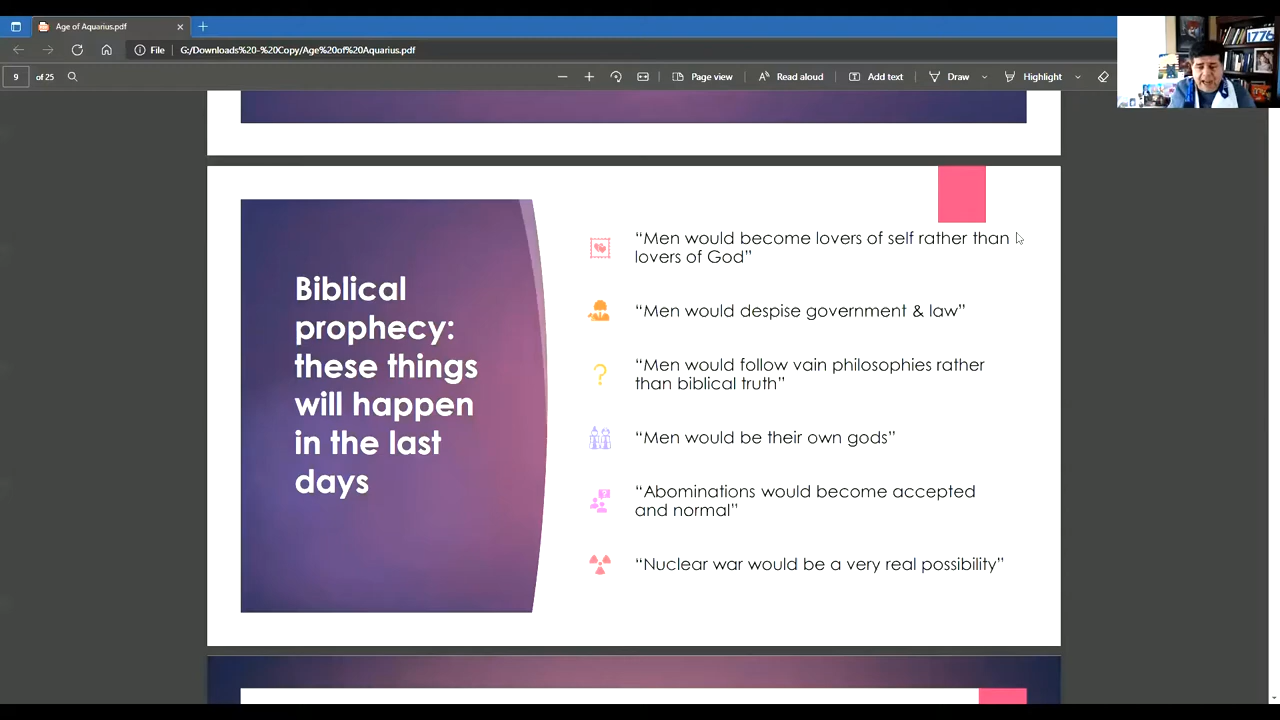 Age of Aquarius.pdf
File
G:/Downloads%20-%20Copy/Age%20of%20Aquarius.pdf
9
of 25
Page view
Read aloud
Add text
Draw
Highlight
1776
Biblical
prophecy:
these things
will happen
in the last
days
“Men would become lovers of self rather than
lovers of God”
“Men would despise government & law”
?
“Men would follow vain philosophies rather
than biblical truth”
“Men would be their own gods”
“Abominations would become accepted
and normal”
“Nuclear war would be a very real possibility”